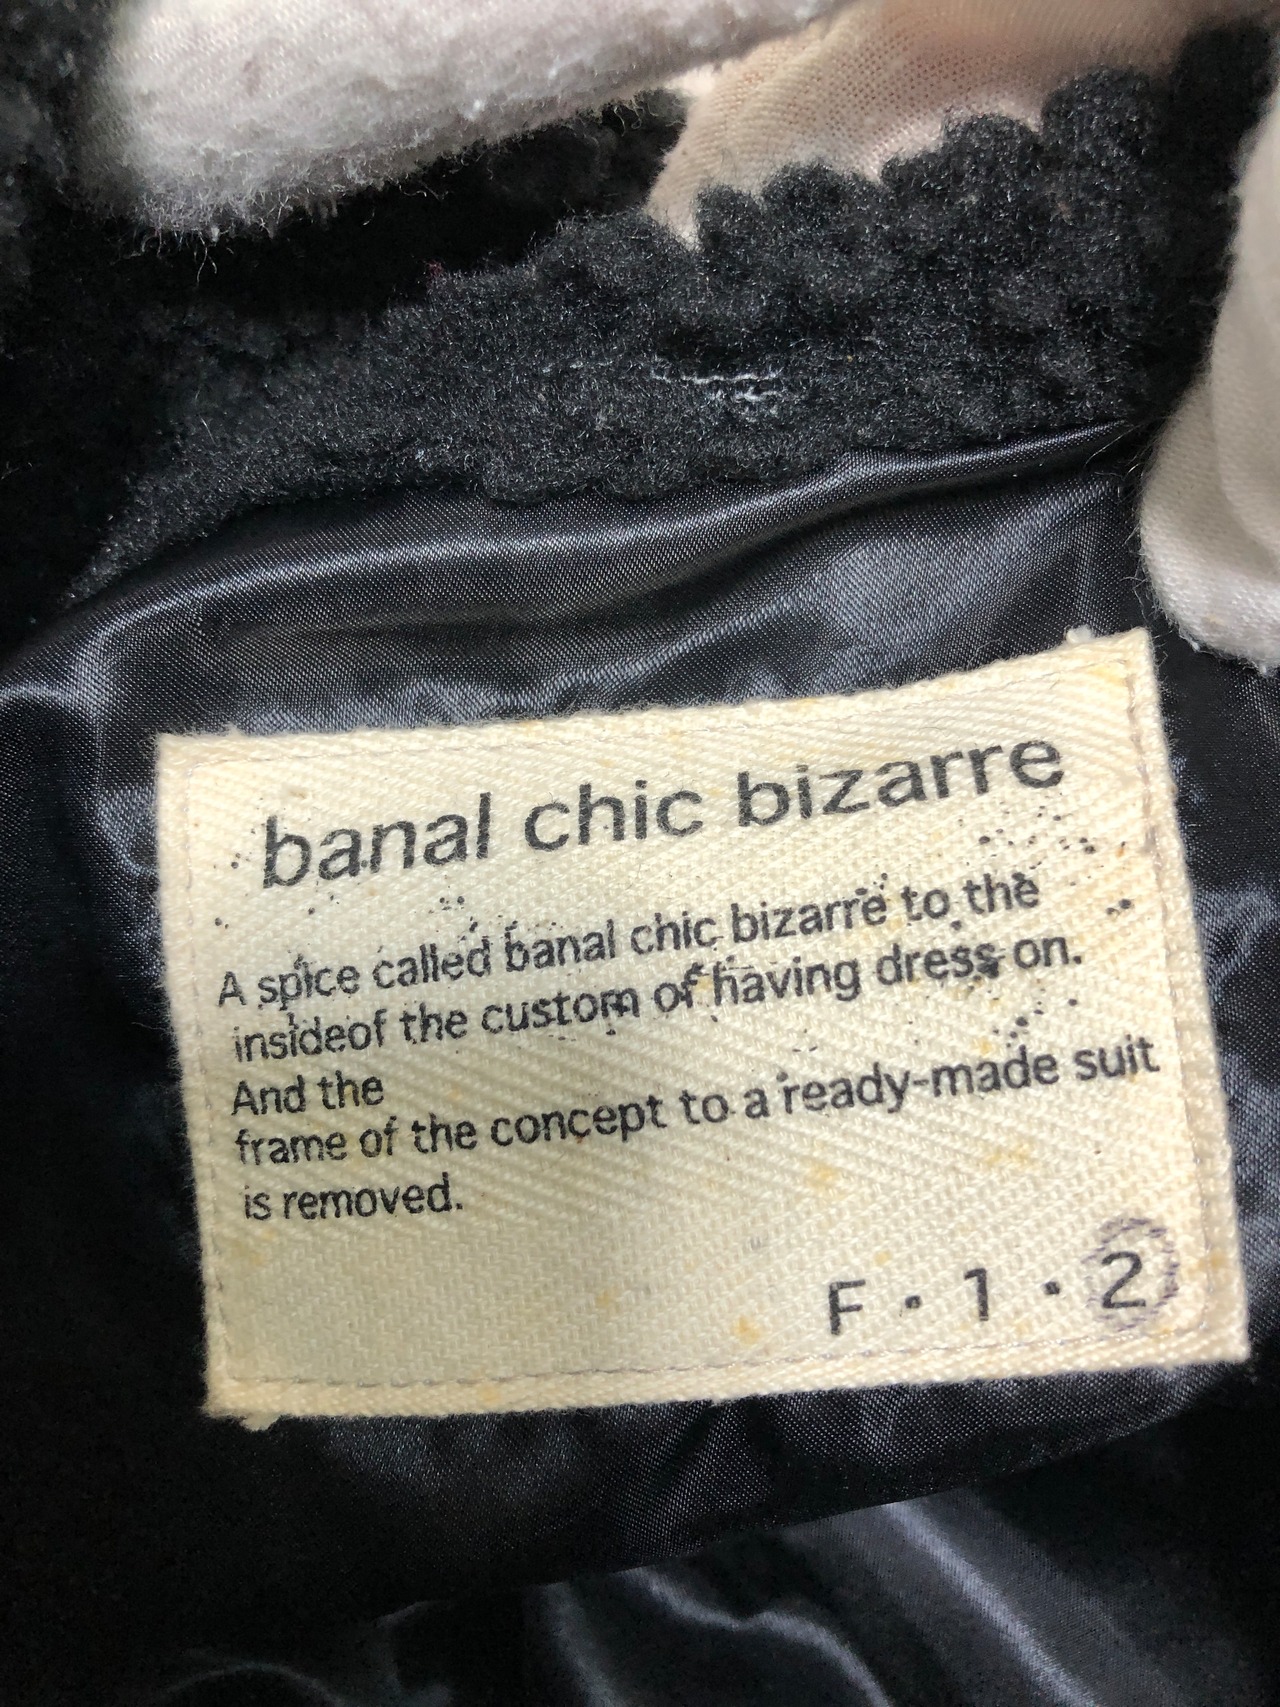 banal chic bizarre
A spice called banal chic bizarre to the
insideof the custom of having dress on.
And the
frame of the concept to a ready-made suit
is removed.
F・1・2